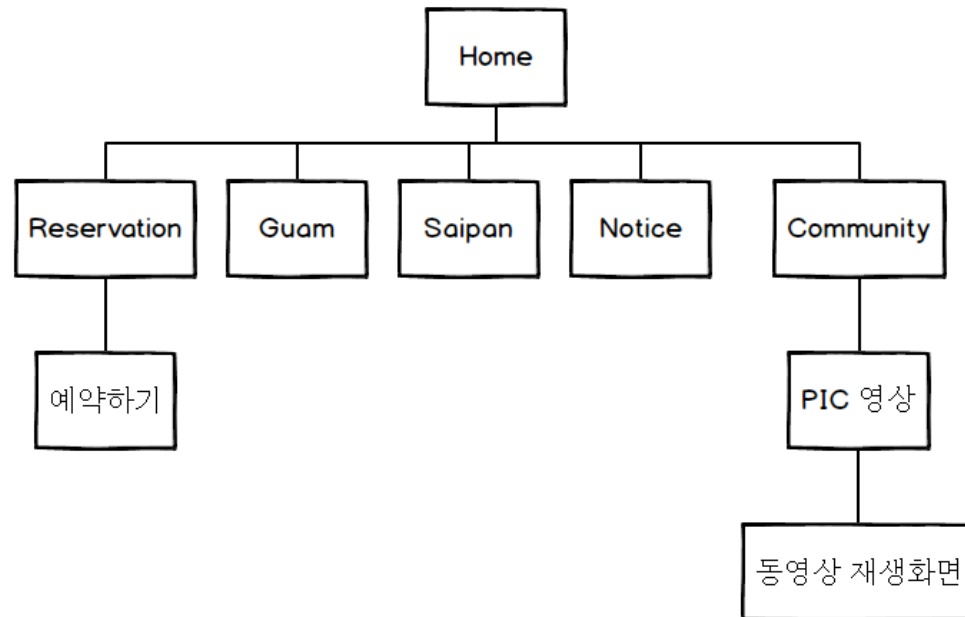 Home
Reservation
Guam
Saipan
Notice
Community
예약하기
PIC 영상
동영상 재생화면